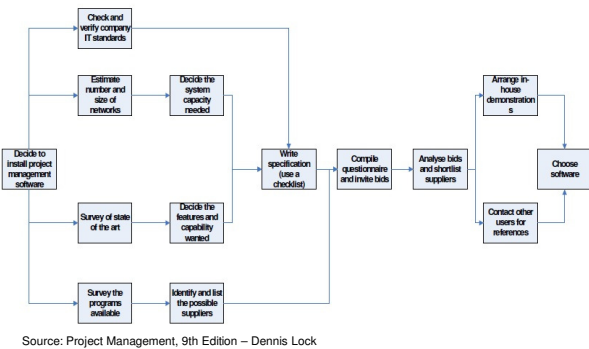 Check and
verify company
IT standards
Estimate
number and
size of
networks
Decide the
system
capacity
needed
Arrange in-
house
demonstration
s
Decide to
install project
management
software
Write
specification
(use a
checklist)
Compile
questionnaire
and invite bids
Analyse bids
and shortlist
suppliers
Choose
software
Survey of state
of the art
Decide the
features and
capability
wanted
Contact other
users for
references
Survey the
programs
available
Identify and list
the possible
suppliers
Source: Project Management, 9th Edition – Dennis Lock